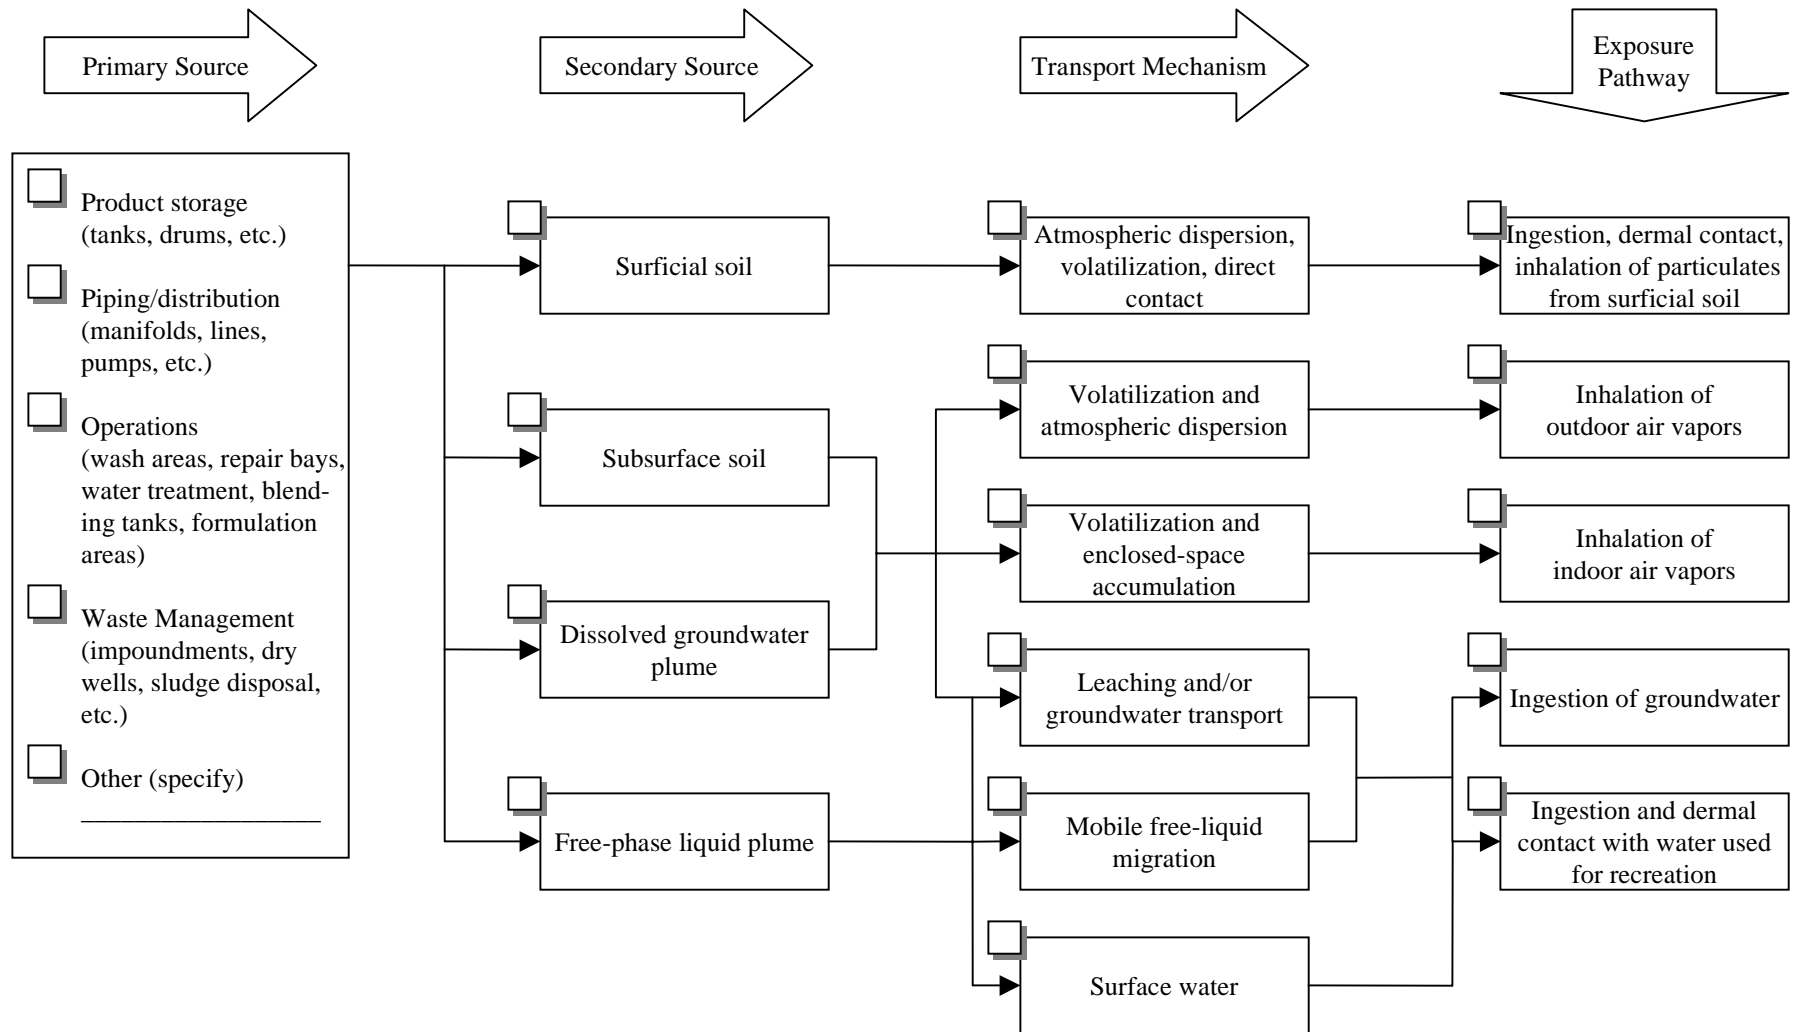 Primary Source
Secondary Source
Transport Mechanism
Exposure
Pathway
Product storage
(tanks, drums, etc.)
Piping/distribution
(manifolds, lines,
pumps, etc.)
Operations
(wash areas, repair bays,
water treatment, blend-
ing tanks, formulation
areas)
Waste Management
(impoundments, dry
wells, sludge disposal,
etc.)
Other (specify)
__________________
Surficial soil
Subsurface soil
Dissolved groundwater
plume
Free-phase liquid plume
Atmospheric dispersion,
volatilization, direct
contact
Volatilization and
atmospheric dispersion
Volatilization and
enclosed-space
accumulation
Leaching and/or
groundwater transport
Mobile free-liquid
migration
Surface water
Ingestion, dermal contact,
inhalation of particulates
from surficial soil
Inhalation of
outdoor air vapors
Inhalation of
indoor air vapors
Ingestion of groundwater
Ingestion and dermal
contact with water used
for recreation